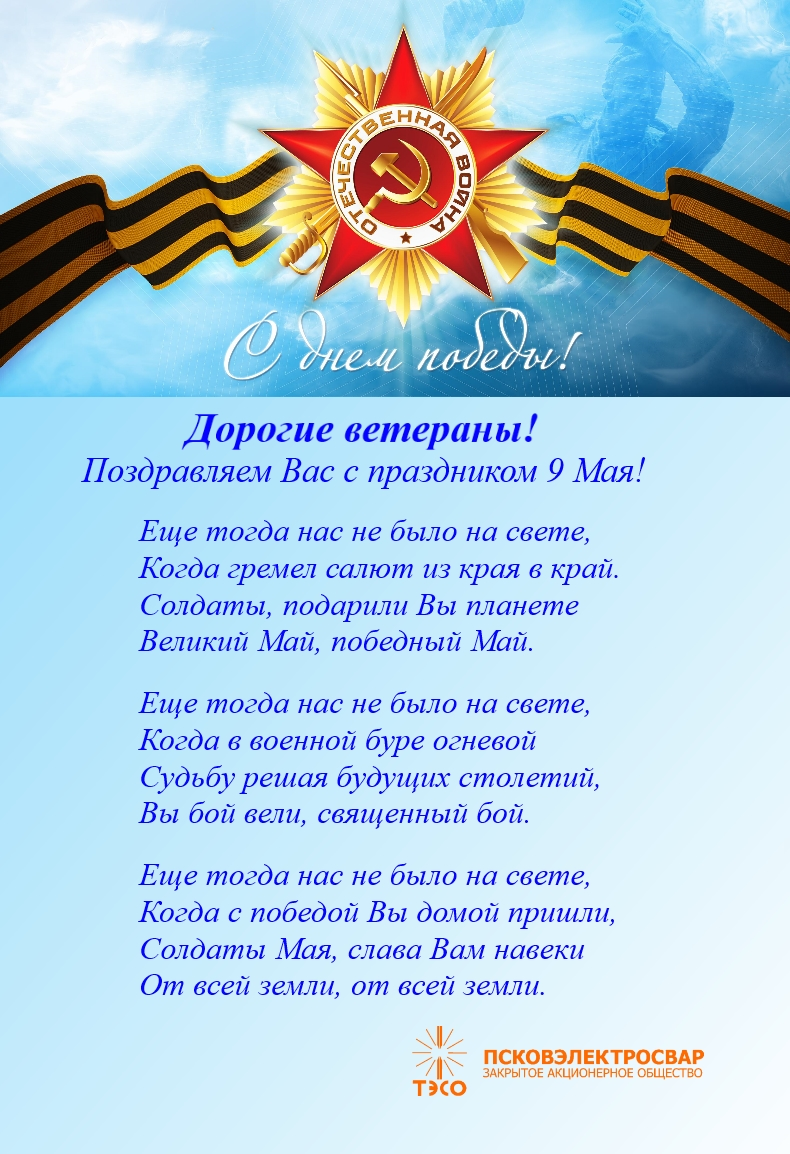 ОТЕЧЕСТВЕННАЯ ВОЙНА
С днем победы!
Дорогие ветераны!
Поздравляем Вас с праздником 9 Мая!
Еще тогда нас не было на свете,
Когда гремел салют из края в край.
Солдаты, подарили Вы планете
Великий Май, победный Май.
Еще тогда нас не было на свете,
Когда в военной буре огневой
Судьбу решая будущих столетий,
Вы бой вели, священный бой.
Еще тогда нас не было на свете,
Когда с победой Вы домой пришли,
Солдаты Мая, слава Вам навеки
От всей земли, от всей земли.
ТЭСО
ПСКОВЭЛЕКТРОСВАР
ЗАКРЫТОЕ АКЦИОНЕРНОЕ ОБЩЕСТВО